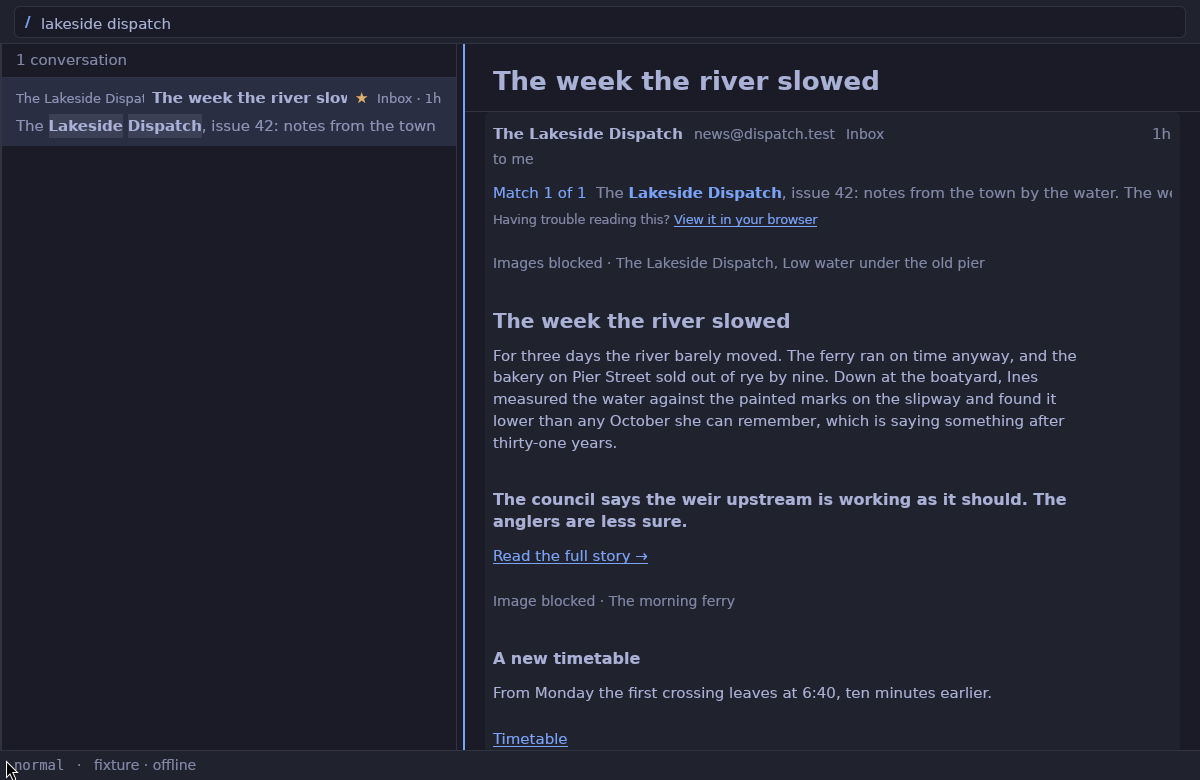 / lakeside dispatch
1 conversation
The Lakeside Dispat The week the river slov ★ Inbox · 1h
The Lakeside Dispatch, issue 42: notes from the town
The week the river slowed
The Lakeside Dispatch news@dispatch.test Inbox 1h
to me
Match 1 of 1 The Lakeside Dispatch, issue 42: notes from the town by the water. The we
Having trouble reading this? View it in your browser
Images blocked · The Lakeside Dispatch, Low water under the old pier
The week the river slowed
For three days the river barely moved. The ferry ran on time anyway, and the
bakery on Pier Street sold out of rye by nine. Down at the boatyard, Ines
measured the water against the painted marks on the slipway and found it
lower than any October she can remember, which is saying something after
thirty-one years.
The council says the weir upstream is working as it should. The
anglers are less sure.
Read the full story →
Image blocked · The morning ferry
A new timetable
From Monday the first crossing leaves at 6:40, ten minutes earlier.
Timetable
normal · fixture · offline